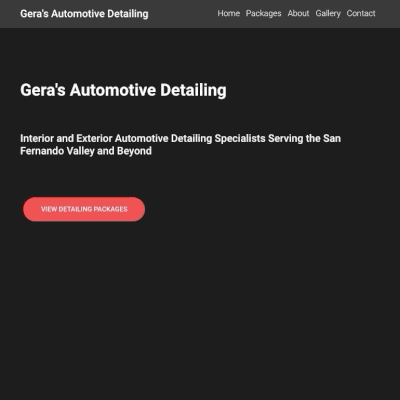 Gera's Automotive Detailing
Home Packages About Gallery Contact
Gera's Automotive Detailing
Interior and Exterior Automotive Detailing Specialists Serving the San
Fernando Valley and Beyond
VIEW DETAILING PACKAGES